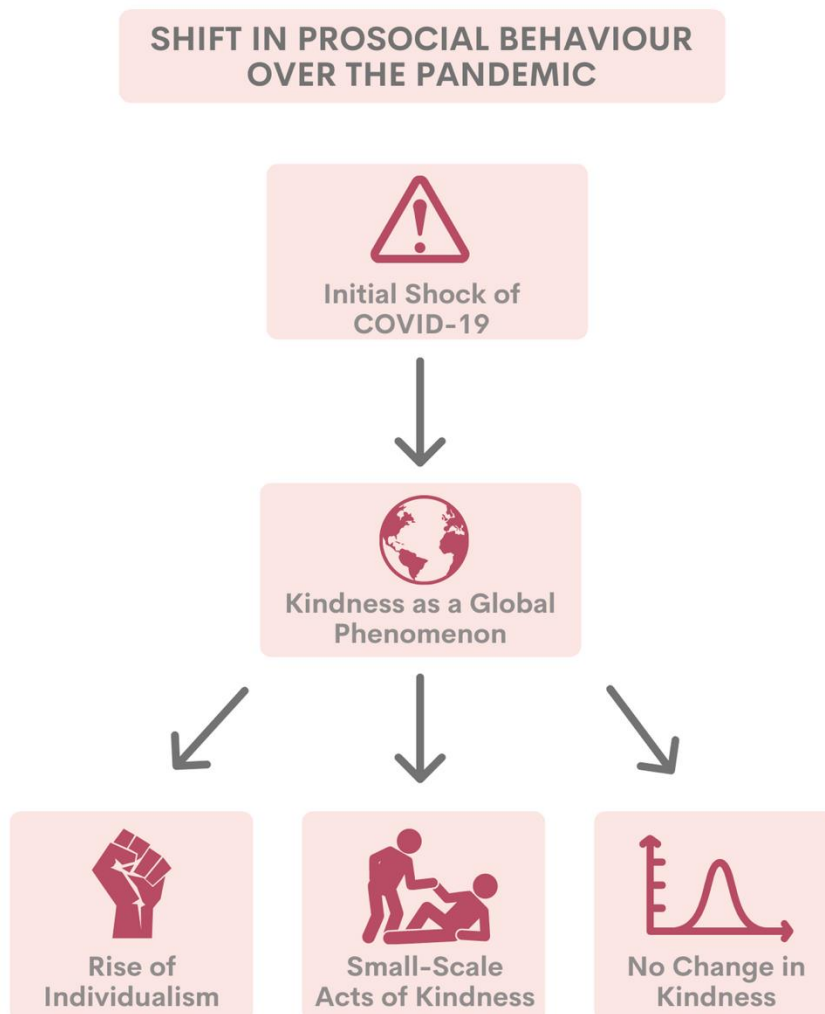 SHIFT IN PROSOCIAL BEHAVIOUR
OVER THE PANDEMIC
Initial Shock of
COVID-19
Kindness as a Global
Phenomenon
Rise of
Individualism
Small-Scale
Acts of Kindness
No Change in
Kindness